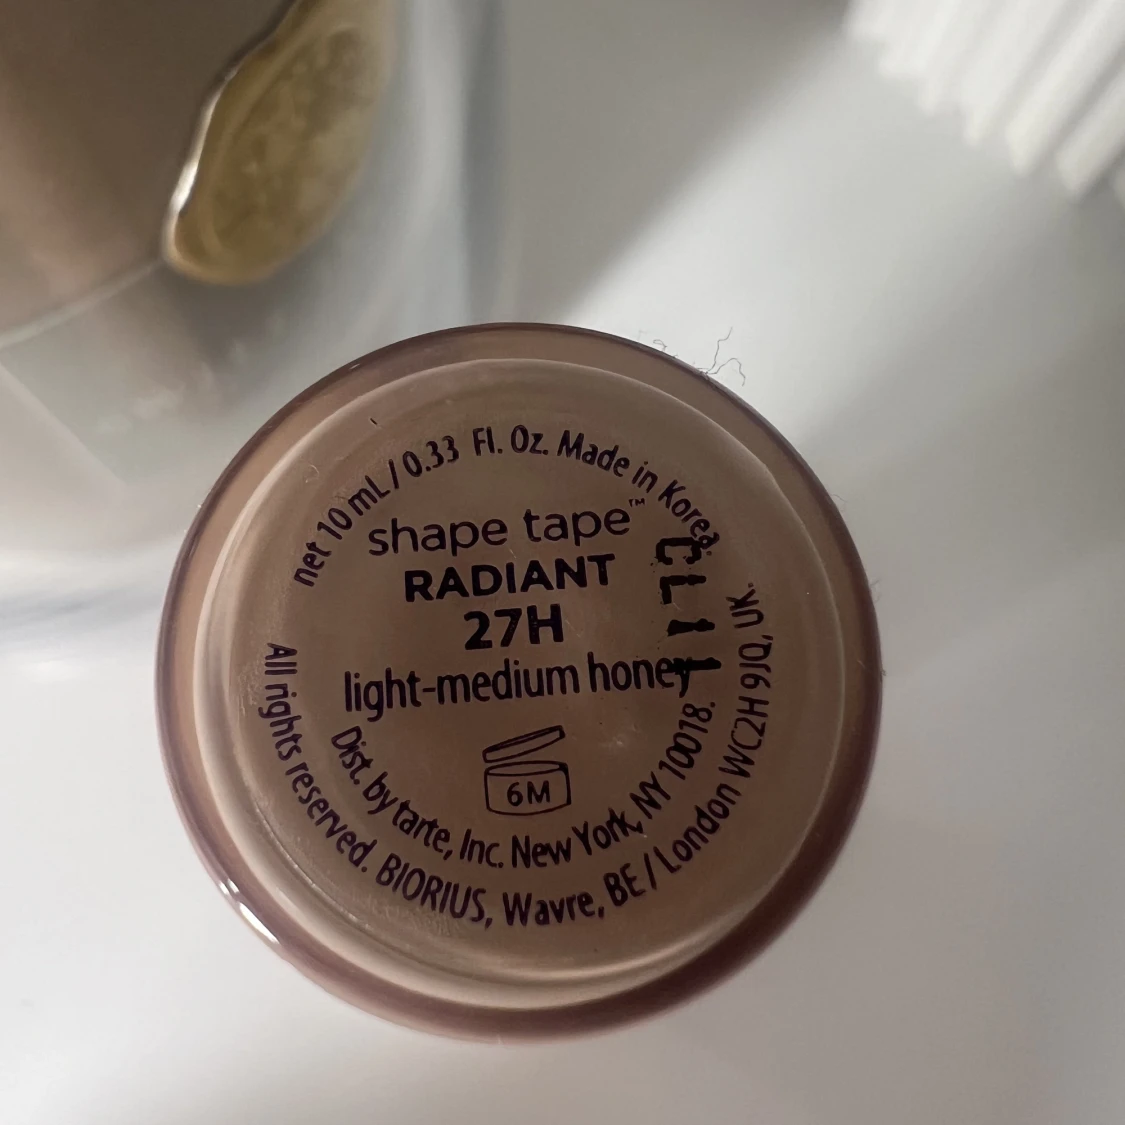 net 10 mL / 0.33 Fl. Oz. Made in Korea.
shape tape™
RADIANT
27H
light-medium honey
6M
Dist. by tarte, Inc. New York, NY 10018.
All rights reserved. BIORIUS, Wavre, BE / London WC2H 9JQ, UK.